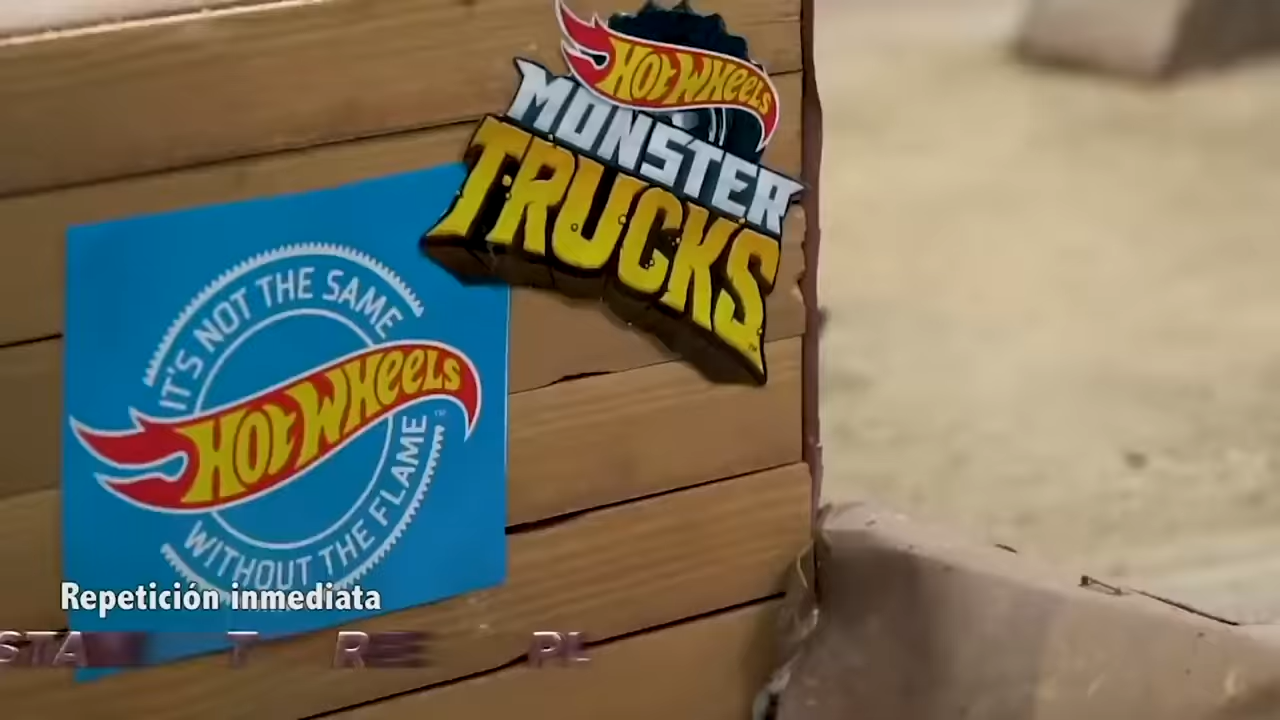 HOT WHEELS
MONSTER
TRUCKS
IT'S NOT THE SAME
HOT WHEELS
WITHOUT THE FLAME
Repetición inmediata